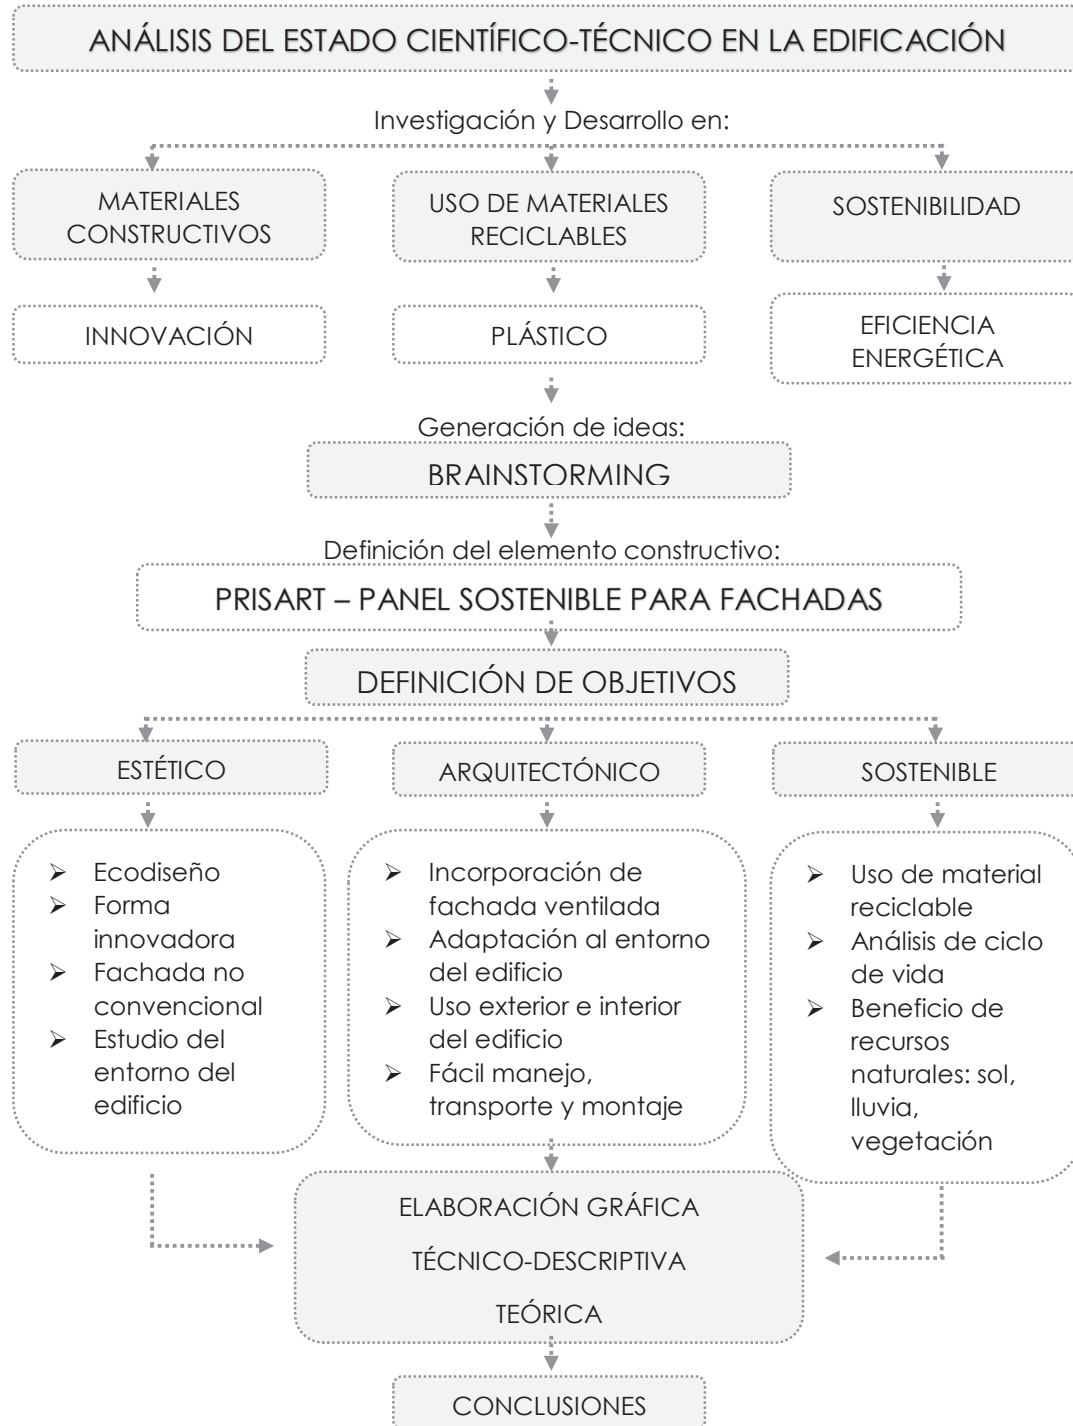 ANÁLISIS DEL ESTADO CIENTÍFICO-TÉCNICO EN LA EDIFICACIÓN
Investigación y Desarrollo en:
MATERIALES
CONSTRUCTIVOS
USO DE MATERIALES
RECICLABLES
SOSTENIBILIDAD
INNOVACIÓN
PLÁSTICO
EFICIENCIA
ENERGÉTICA
Generación de ideas:
BRAINSTORMING
Definición del elemento constructivo:
PRISART – PANEL SOSTENIBLE PARA FACHADAS
DEFINICIÓN DE OBJETIVOS
ESTÉTICO
ARQUITECTÓNICO
SOSTENIBLE
➢ Ecodiseño
➢ Forma
innovadora
➢ Fachada no
convencional
➢ Estudio del
entorno del
edificio
➢ Incorporación de
fachada ventilada
➢ Adaptación al entorno
del edificio
➢ Uso exterior e interior
del edificio
➢ Fácil manejo,
transporte y montaje
➢ Uso de material
reciclable
➢ Análisis de ciclo
de vida
➢ Beneficio de
recursos
naturales: sol,
lluvia,
vegetación
ELABORACIÓN GRÁFICA
TÉCNICO-DESCRIPTIVA
TEÓRICA
CONCLUSIONES